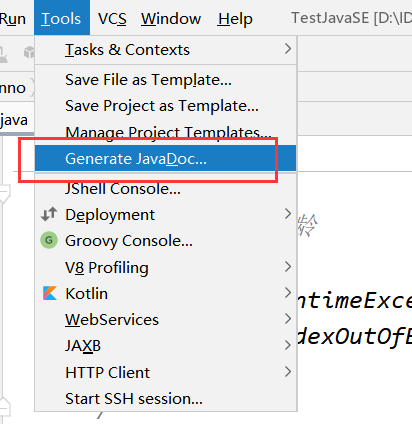 Run Tools VCS Window Help TestJavaSE [D:\ID
Tasks & Contexts
nno
Save File as Template...
Save Project as Template...
java
Manage Project Templates...
Generate JavaDoc...
JShell Console...
Deployment
龄
Groovy Console...
V8 Profiling
Kotlin
ntimeExce
WebServices
dexOutOfB
JAXB
HTTP Client
Start SSH session...